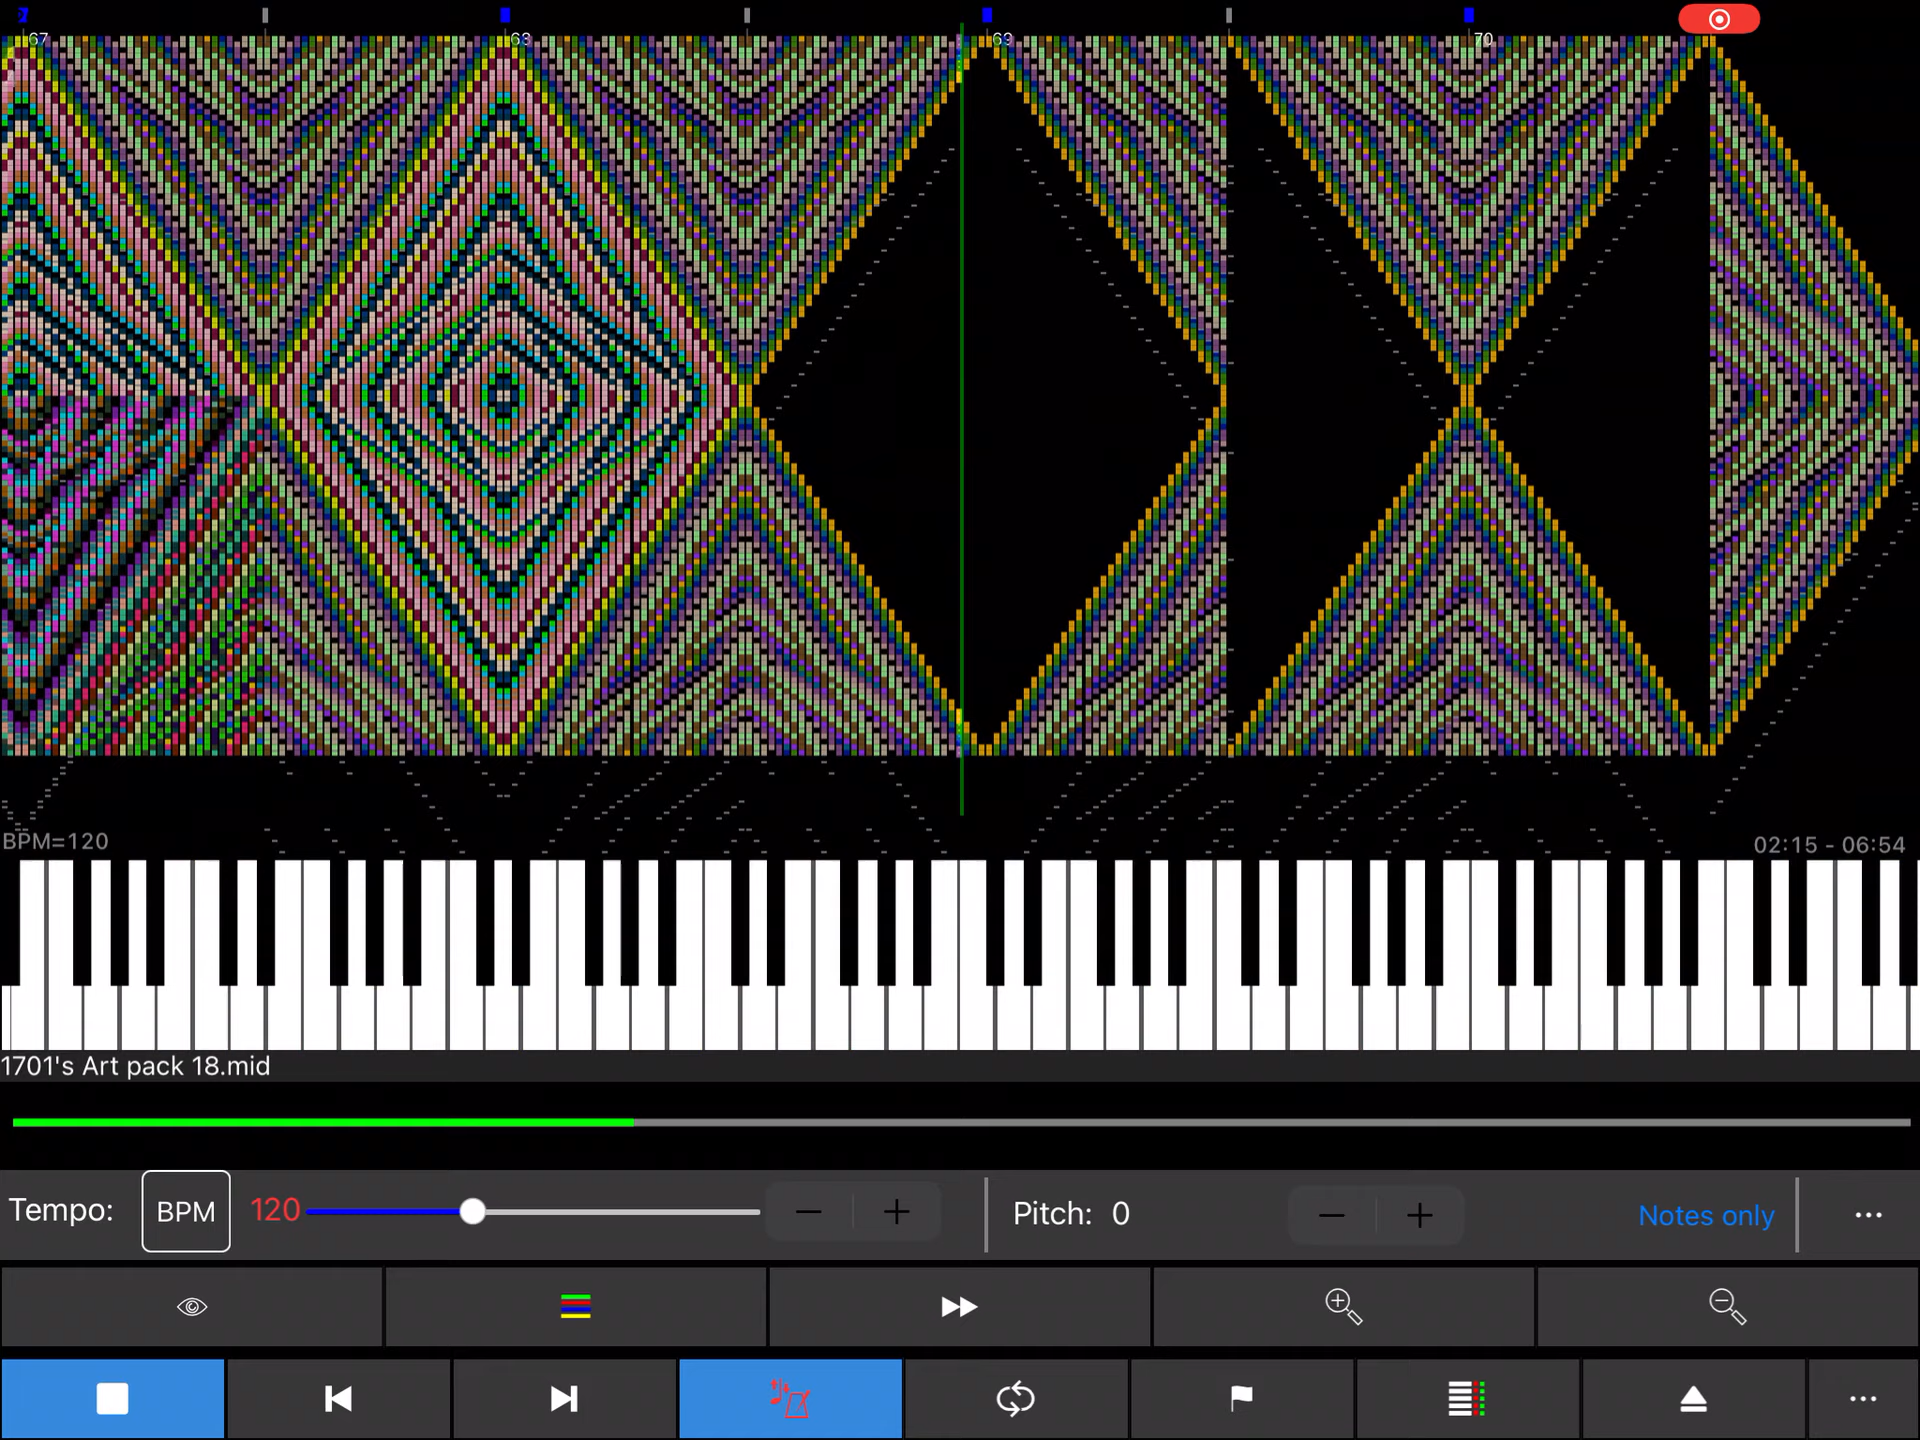 67 68 69 70
BPM=120
02:15 - 06:54
1701's Art pack 18.mid
Tempo: BPM 120 Pitch: 0 Notes only